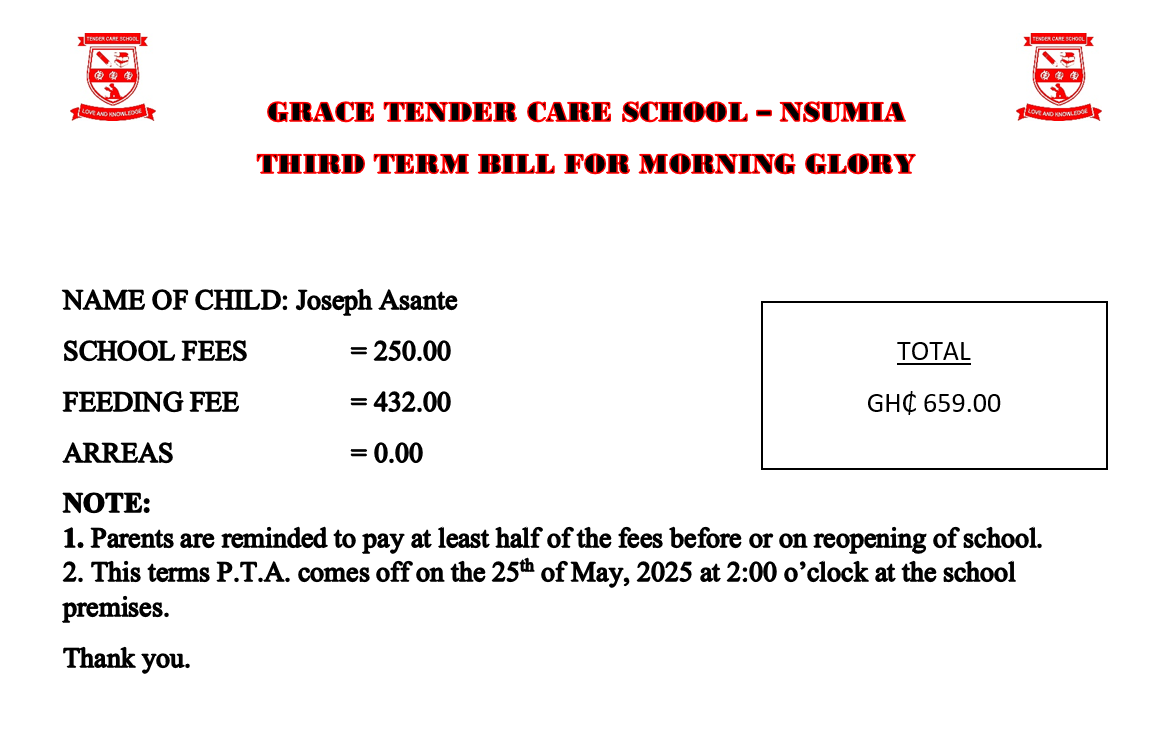 TENDER CARE SCHOOL
LOVE AND KNOWLEDGE
TENDER CARE SCHOOL
LOVE AND KNOWLEDGE
GRACE TENDER CARE SCHOOL – NSUMIA
THIRD TERM BILL FOR MORNING GLORY
NAME OF CHILD: Joseph Asante
SCHOOL FEES = 250.00
FEEDING FEE = 432.00
ARREAS = 0.00
TOTAL
GH₵ 659.00
NOTE:
1. Parents are reminded to pay at least half of the fees before or on reopening of school.
2. This terms P.T.A. comes off on the 25th of May, 2025 at 2:00 o’clock at the school
premises.
Thank you.